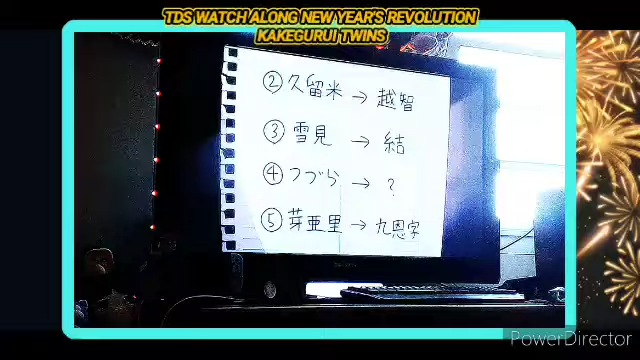 TDS WATCH ALONG NEW YEAR'S REVOLUTION
KAKEGURUI TWINS
② 久留米 → 越智
③ 雪見 → 結
④ つづら → ?
⑤ 芽亜里 → 九恩字
PowerDirector